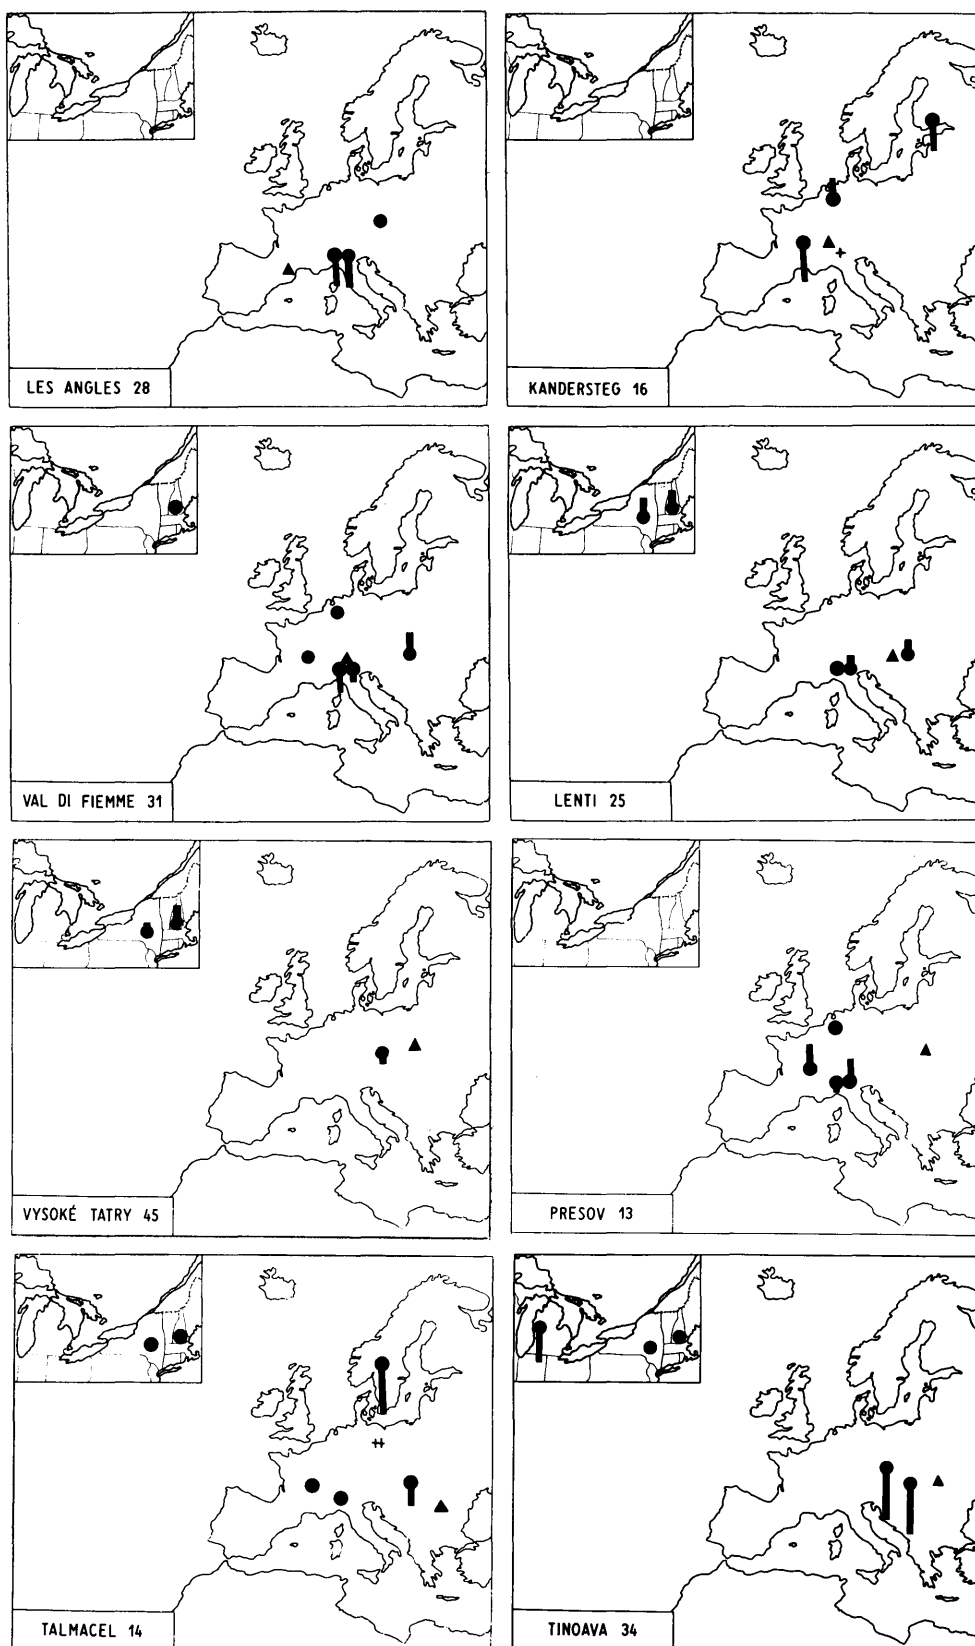 LES ANGLES 28
KANDERSTEG 16
VAL DI FIEMME 31
LENTI 25
VYSOKÉ TATRY 45
PRESOV 13
TALMACEL 14
TINOAVA 34